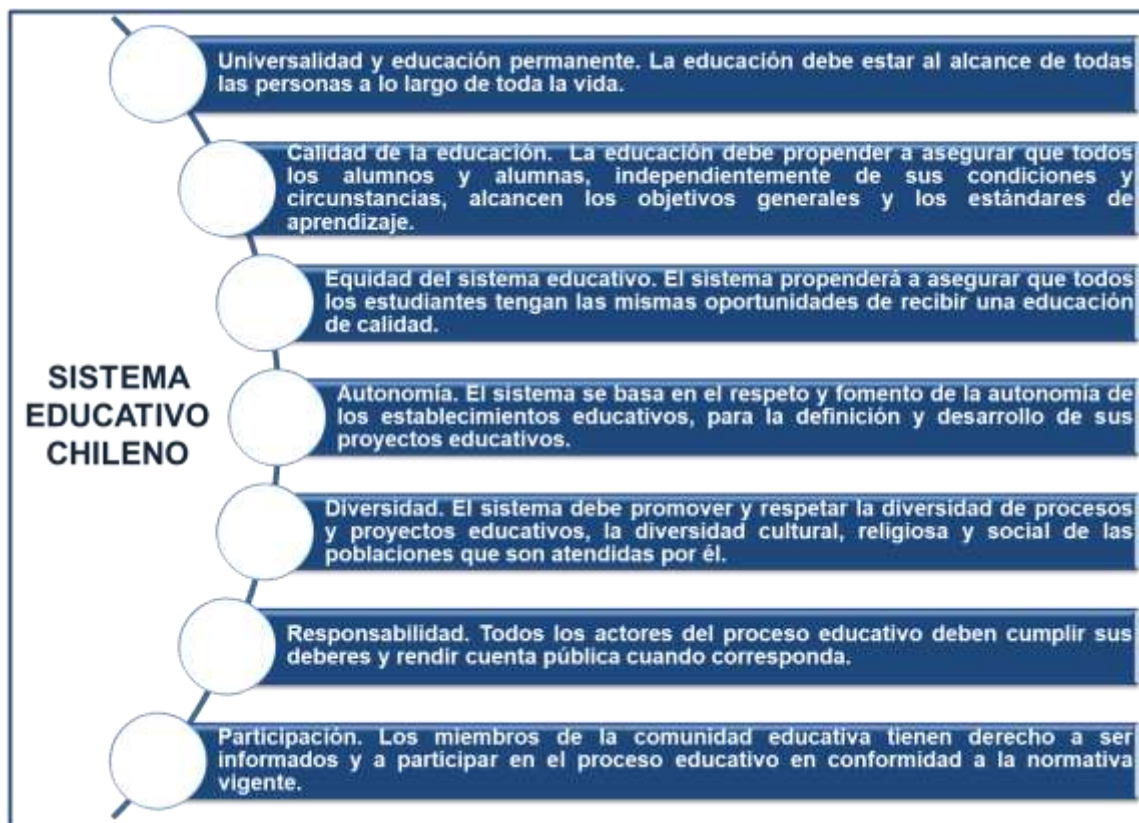 SISTEMA
EDUCATIVO
CHILENO
Universalidad y educación permanente. La educación debe estar al alcance de todas
las personas a lo largo de toda la vida.
Calidad de la educación. La educación debe propender a asegurar que todos
los alumnos y alumnas, independientemente de sus condiciones y
circunstancias, alcancen los objetivos generales y los estándares de
aprendizaje.
Equidad del sistema educativo. El sistema propenderá a asegurar que todos
los estudiantes tengan las mismas oportunidades de recibir una educación
de calidad.
Autonomía. El sistema se basa en el respeto y fomento de la autonomía de
los establecimientos educativos, para la definición y desarrollo de sus
proyectos educativos.
Diversidad. El sistema debe promover y respetar la diversidad de procesos
y proyectos educativos, la diversidad cultural, religiosa y social de las
poblaciones que son atendidas por él.
Responsabilidad. Todos los actores del proceso educativo deben cumplir sus
deberes y rendir cuenta pública cuando corresponda.
Participación. Los miembros de la comunidad educativa tienen derecho a ser
informados y a participar en el proceso educativo en conformidad a la normativa
vigente.